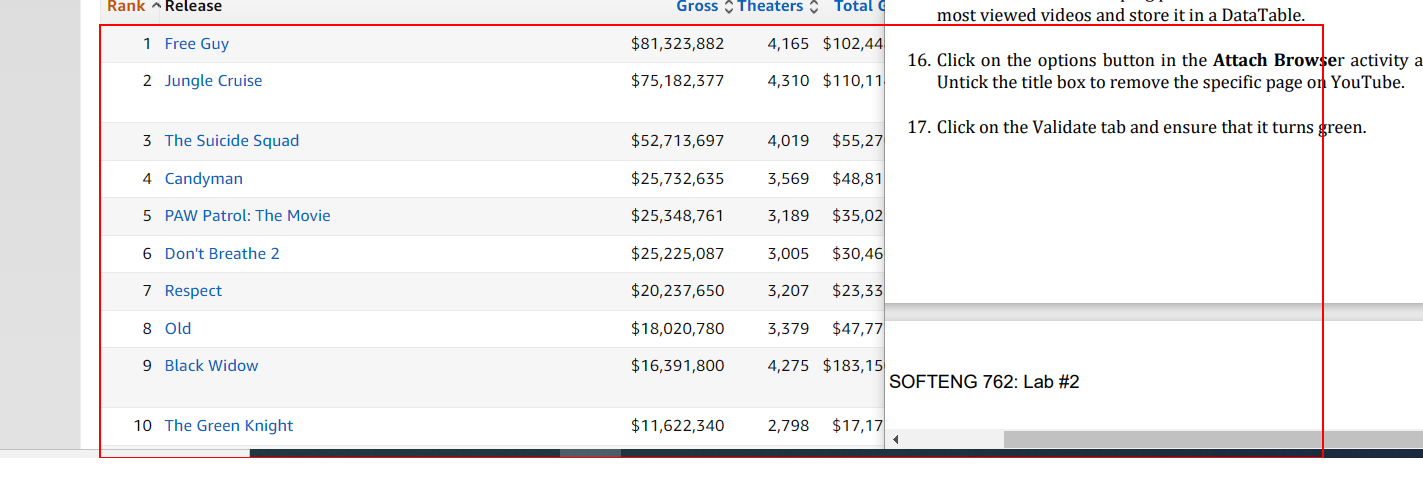 Rank Release Gross Theaters Total G
1 Free Guy $81,323,882 4,165 $102,44
2 Jungle Cruise $75,182,377 4,310 $110,11
3 The Suicide Squad $52,713,697 4,019 $55,27
4 Candyman $25,732,635 3,569 $48,81
5 PAW Patrol: The Movie $25,348,761 3,189 $35,02
6 Don't Breathe 2 $25,225,087 3,005 $30,46
7 Respect $20,237,650 3,207 $23,33
8 Old $18,020,780 3,379 $47,77
9 Black Widow $16,391,800 4,275 $183,15
10 The Green Knight $11,622,340 2,798 $17,17
most viewed videos and store it in a DataTable.
16. Click on the options button in the Attach Browser activity a
Untick the title box to remove the specific page on YouTube.
17. Click on the Validate tab and ensure that it turns green.
SOFTENG 762: Lab #2